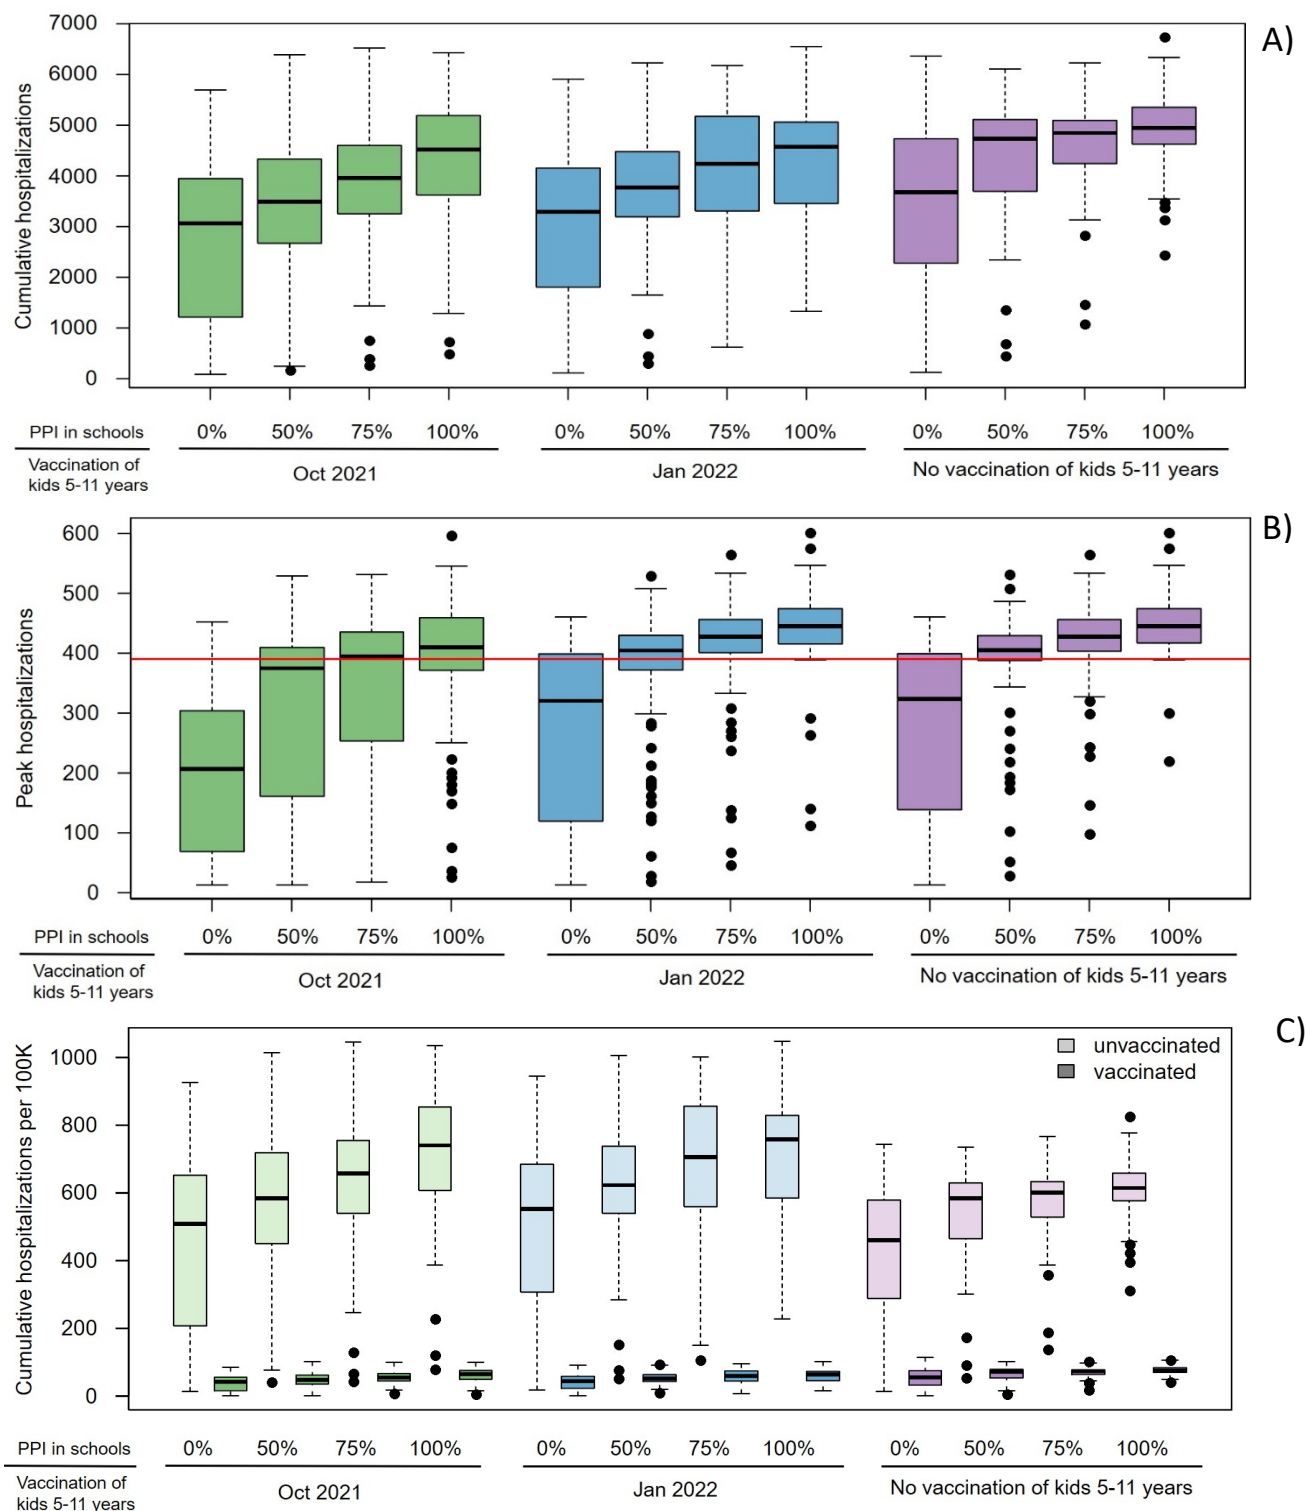 A)
Cumulative hospitalizations
7000
6000
5000
4000
3000
2000
1000
0
PPI in schools 0% 50% 75% 100% 0% 50% 75% 100% 0% 50% 75% 100%
Vaccination of
kids 5-11 years
Oct 2021 Jan 2022 No vaccination of kids 5-11 years
B)
Peak hospitalizations
600
500
400
300
200
100
0
PPI in schools 0% 50% 75% 100% 0% 50% 75% 100% 0% 50% 75% 100%
Vaccination of
kids 5-11 years
Oct 2021 Jan 2022 No vaccination of kids 5-11 years
C)
Cumulative hospitalizations per 100K
unvaccinated
vaccinated
1000
800
600
400
200
0
PPI in schools 0% 50% 75% 100% 0% 50% 75% 100% 0% 50% 75% 100%
Vaccination of
kids 5-11 years
Oct 2021 Jan 2022 No vaccination of kids 5-11 years